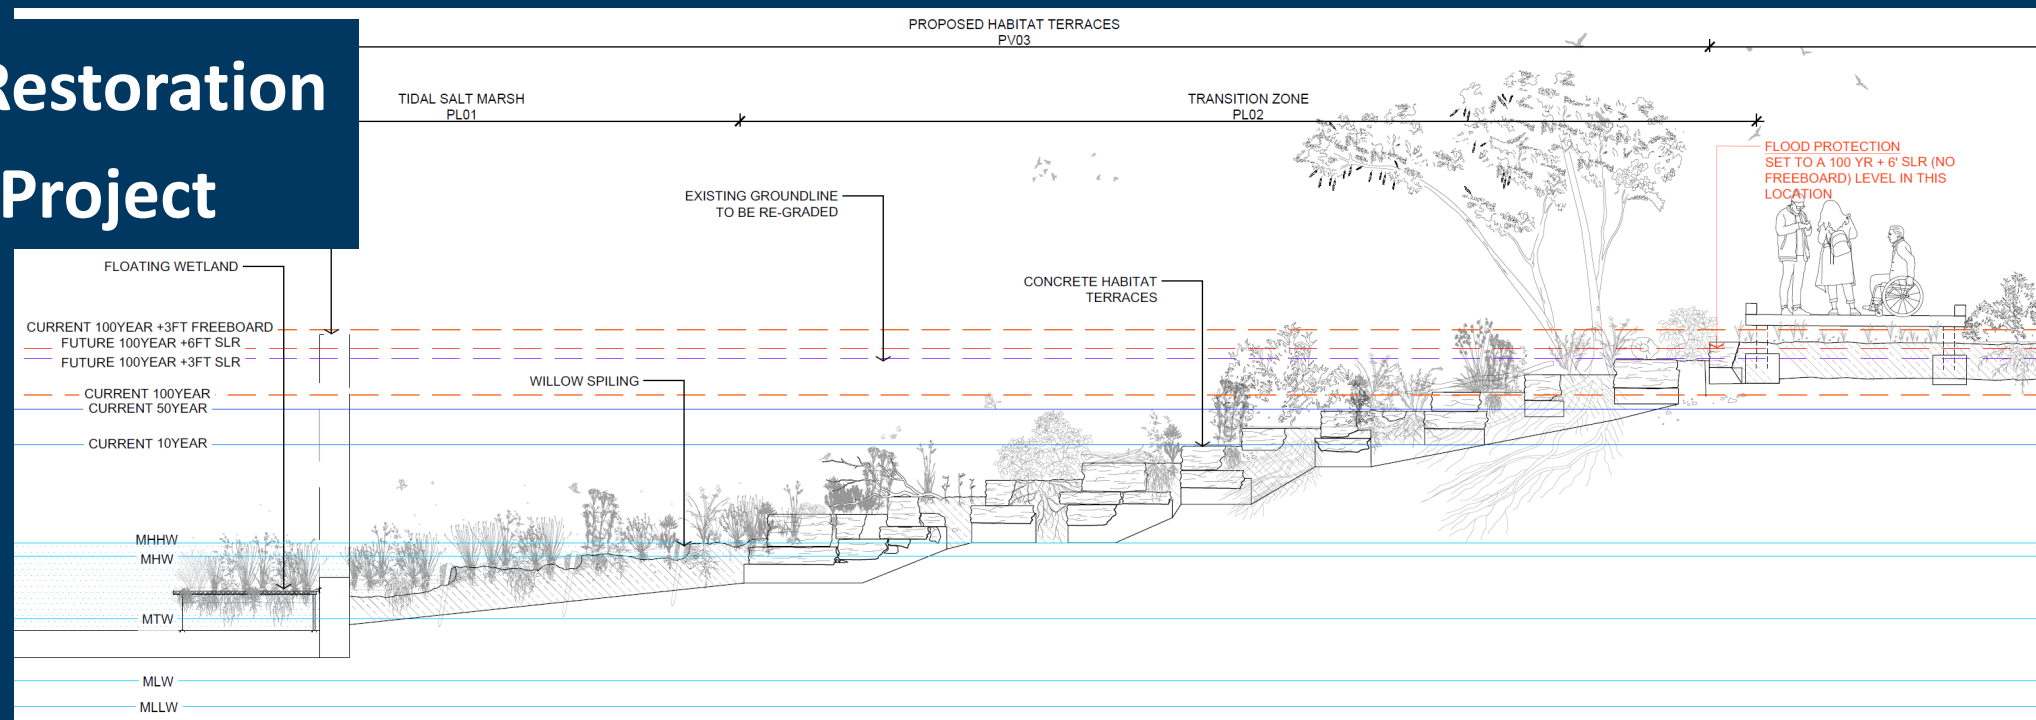 Restoration
Project
PROPOSED HABITAT TERRACES
PV03
TIDAL SALT MARSH
PL01
TRANSITION ZONE
PL02
FLOOD PROTECTION
SET TO A 100 YR + 6' SLR (NO
FREEBOARD) LEVEL IN THIS
LOCATION
EXISTING GROUNDLINE
TO BE RE-GRADED
FLOATING WETLAND
CONCRETE HABITAT
TERRACES
CURRENT 100YEAR +3FT FREEBOARD
FUTURE 100YEAR +6FT SLR
FUTURE 100YEAR +3FT SLR
WILLOW SPILING
CURRENT 100YEAR
CURRENT 50YEAR
CURRENT 10YEAR
MHHW
MHW
MTW
MLW
MLLW